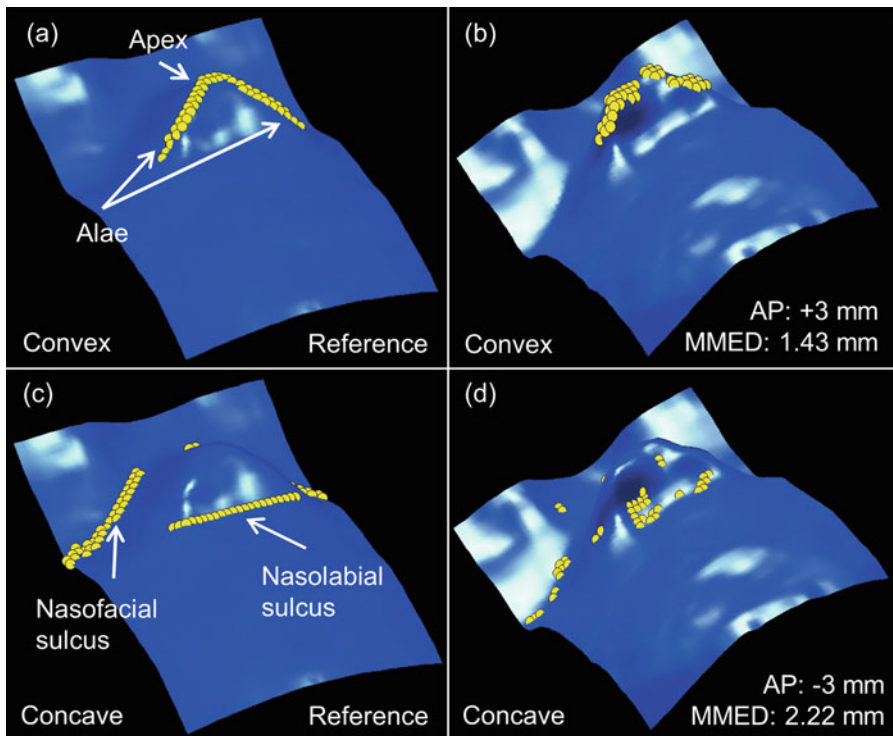 (a)
Apex
Alae
Convex
Reference
(b)
Convex
AP: +3 mm
MMED: 1.43 mm
(c)
Nasofacial
sulcus
Nasolabial
sulcus
Concave
Reference
(d)
Concave
AP: -3 mm
MMED: 2.22 mm